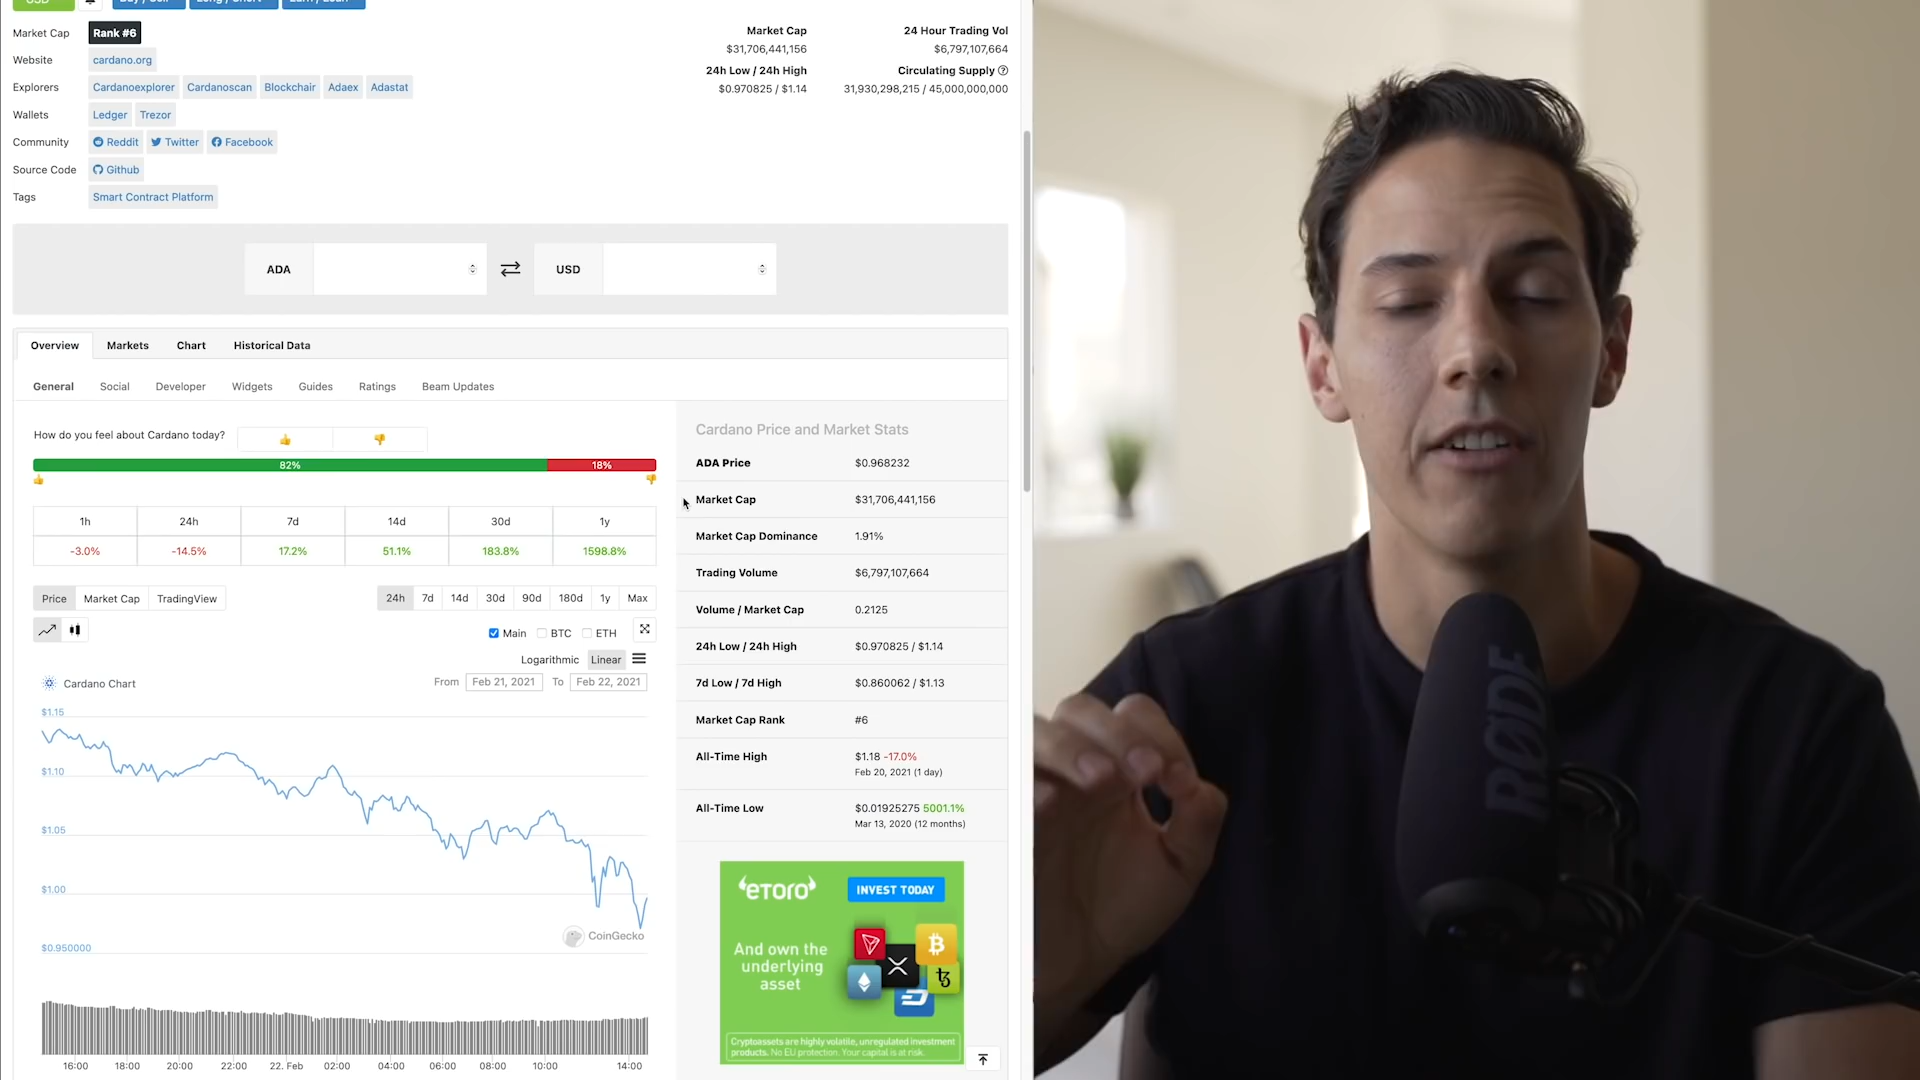 USD
Buy / Sell
Long / Short
Earn / Loan
Market Cap Rank #6
Website cardano.org
Explorers Cardanoexplorer Cardanoscan Blockchair Adaex Adastat
Wallets Ledger Trezor
Community Reddit Twitter Facebook
Source Code Github
Tags Smart Contract Platform
Market Cap 24 Hour Trading Vol
$31,706,441,156 $6,797,107,664
24h Low / 24h High Circulating Supply
$0.970825 / $1.14 31,930,298,215 / 45,000,000,000
ADA USD
Overview Markets Chart Historical Data
General Social Developer Widgets Guides Ratings Beam Updates
How do you feel about Cardano today?
82% 18%
1h 24h 7d 14d 30d 1y
-3.0% -14.5% 17.2% 51.1% 183.8% 1598.8%
Price Market Cap TradingView 24h 7d 14d 30d 90d 180d 1y Max
Main BTC ETH
Logarithmic Linear
Cardano Chart From Feb 21, 2021 To Feb 22, 2021
$1.15
$1.10
$1.05
$1.00
$0.950000
CoinGecko
16:00 18:00 20:00 22:00 22. Feb 02:00 04:00 06:00 08:00 10:00 14:00
Cardano Price and Market Stats
ADA Price $0.968232
Market Cap $31,706,441,156
Market Cap Dominance 1.91%
Trading Volume $6,797,107,664
Volume / Market Cap 0.2125
24h Low / 24h High $0.970825 / $1.14
7d Low / 7d High $0.860062 / $1.13
Market Cap Rank #6
All-Time High $1.18 -17.0%
Feb 20, 2021 (1 day)
All-Time Low $0.01925275 5001.1%
Mar 13, 2020 (12 months)
eToro INVEST TODAY
And own the
underlying
asset
Cryptoassets are highly volatile, unregulated investment
products. No EU protection. Your capital is at risk.
RØDE